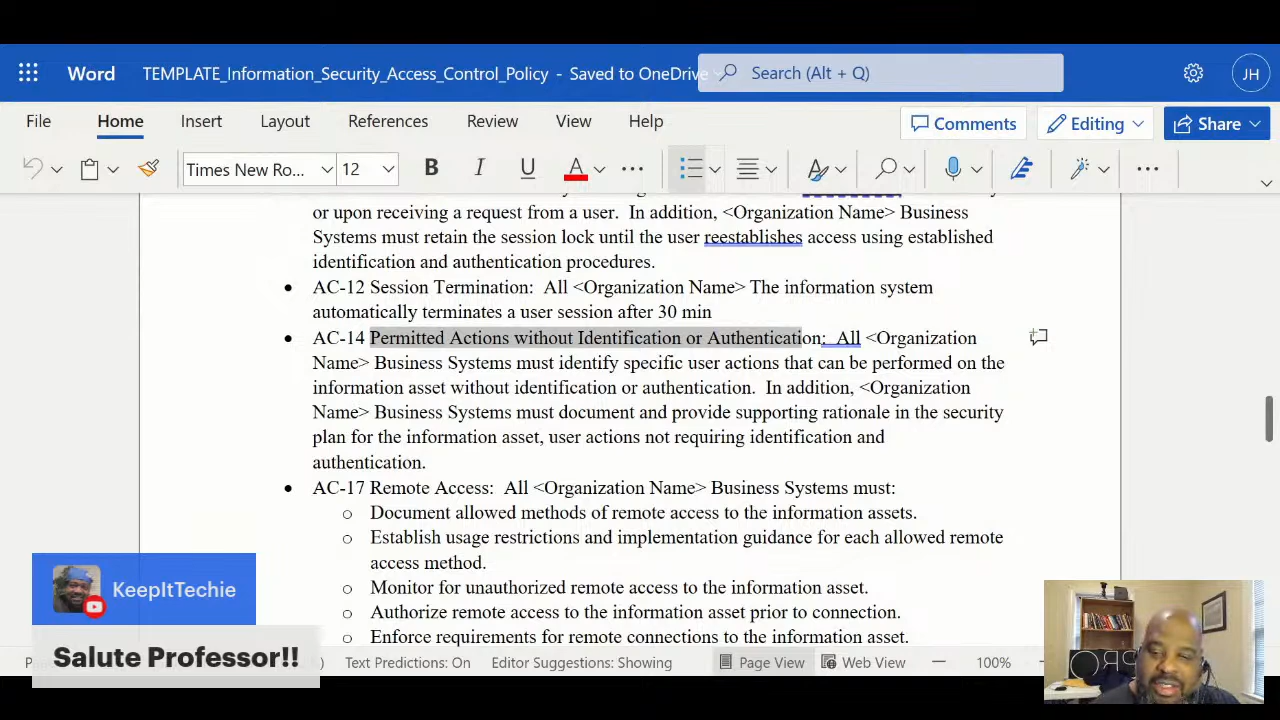 Word TEMPLATE_Information_Security_Access_Control_Policy - Saved to OneDrive Search (Alt + Q) JH
File Home Insert Layout References Review View Help Comments Editing Share
Times New Ro... 12 B I U A
or upon receiving a request from a user. In addition, <Organization Name> Business
Systems must retain the session lock until the user reestablishes access using established
identification and authentication procedures.
• AC-12 Session Termination: All <Organization Name> The information system
automatically terminates a user session after 30 min
• AC-14 Permitted Actions without Identification or Authentication: All <Organization
Name> Business Systems must identify specific user actions that can be performed on the
information asset without identification or authentication. In addition, <Organization
Name> Business Systems must document and provide supporting rationale in the security
plan for the information asset, user actions not requiring identification and
authentication.
• AC-17 Remote Access: All <Organization Name> Business Systems must:
o Document allowed methods of remote access to the information assets.
o Establish usage restrictions and implementation guidance for each allowed remote
access method.
o Monitor for unauthorized remote access to the information asset.
o Authorize remote access to the information asset prior to connection.
o Enforce requirements for remote connections to the information asset.
KeepItTechie
Salute Professor!!
Text Predictions: On Editor Suggestions: Showing Page View Web View 100%